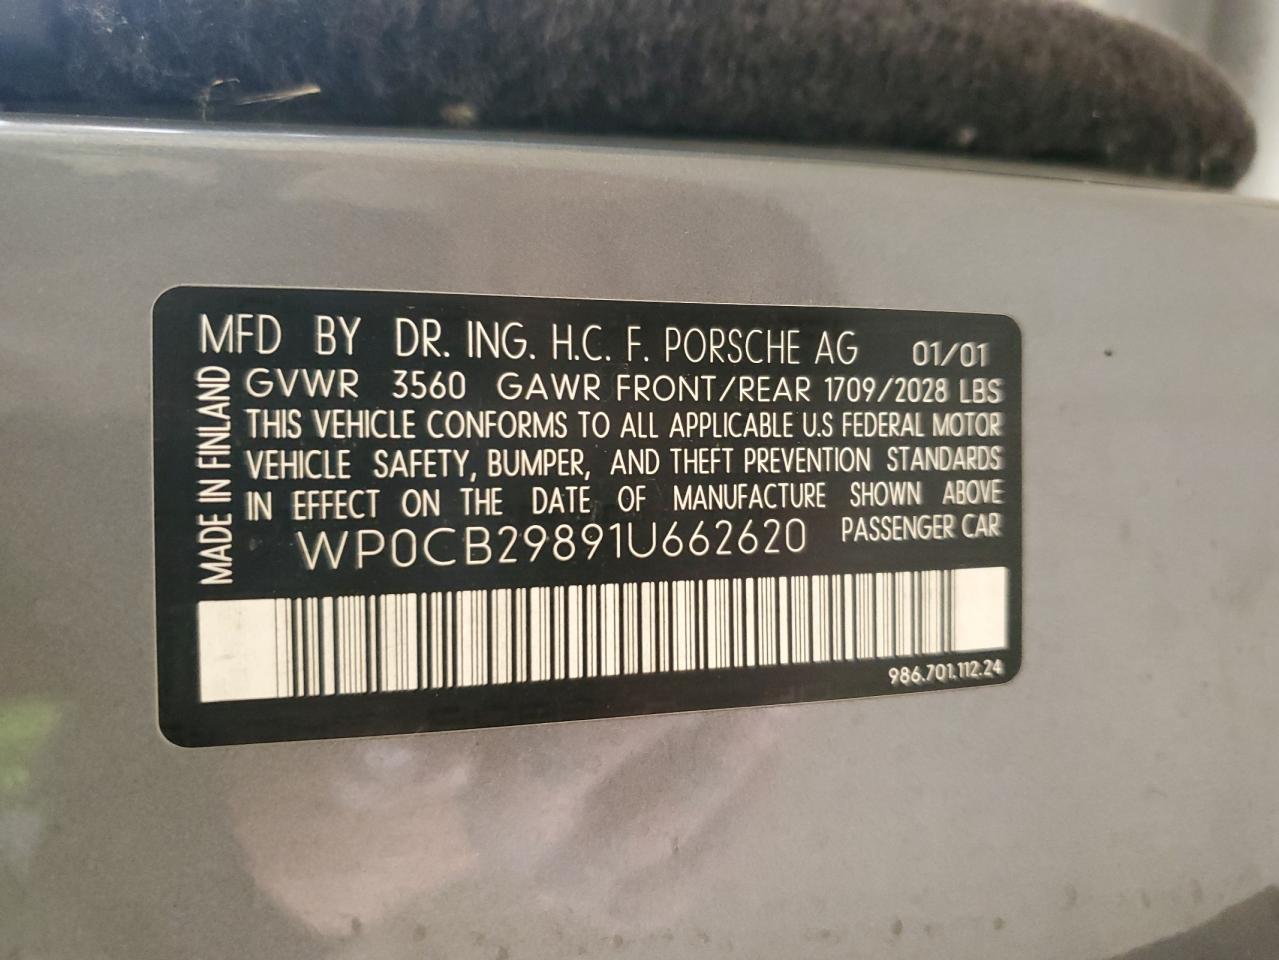 MFD BY DR. ING. H.C. F. PORSCHE AG 01/01
GVWR 3560 GAWR FRONT/REAR 1709/2028 LBS
THIS VEHICLE CONFORMS TO ALL APPLICABLE U.S FEDERAL MOTOR
VEHICLE SAFETY, BUMPER, AND THEFT PREVENTION STANDARDS
IN EFFECT ON THE DATE OF MANUFACTURE SHOWN ABOVE
WP0CB29891U662620 PASSENGER CAR
MADE IN FINLAND
986.701.112.24